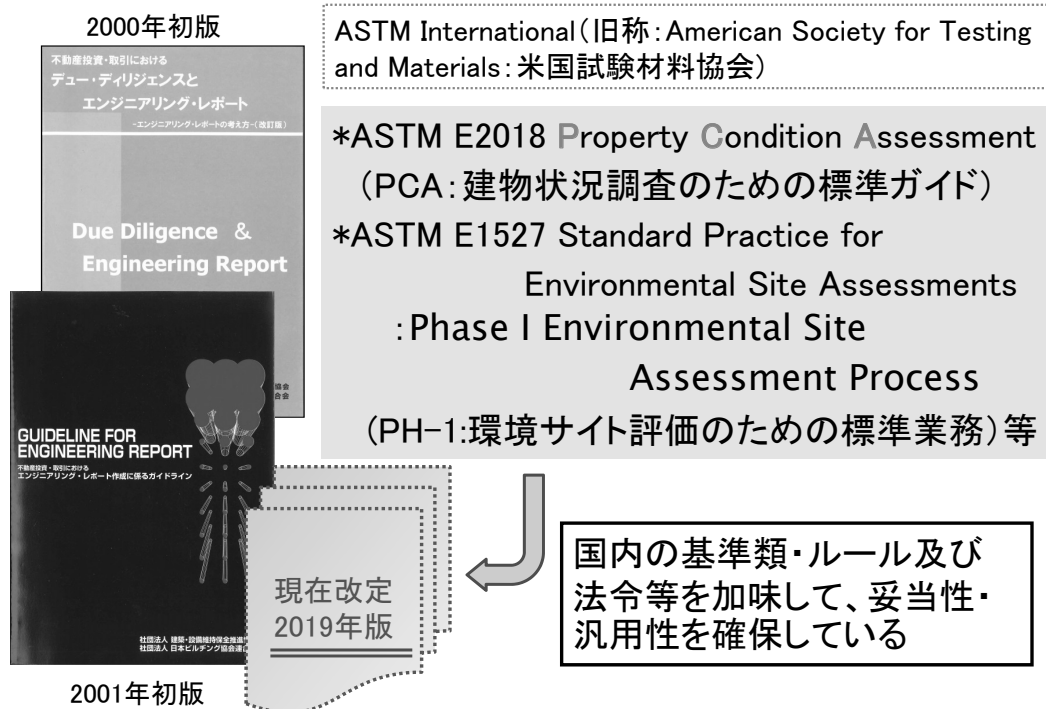 2000年初版
不動産投資・取引における
デュー・ディリジェンスと
エンジニアリング・レポート
-エンジニアリング・レポートの考え方-(改訂版)
Due Diligence &
Engineering Report
協会
合会
GUIDELINE FOR
ENGINEERING REPORT
不動産投資・取引における
エンジニアリング・レポート作成に係るガイドライン
社団法人 建築・設備維持保全推進
社団法人 日本ビルヂング協会連合
2001年初版
現在改定
2019年版
ASTM International(旧称:American Society for Testing
and Materials:米国試験材料協会)
*ASTM E2018 Property Condition Assessment
(PCA:建物状況調査のための標準ガイド)
*ASTM E1527 Standard Practice for
Environmental Site Assessments
:Phase I Environmental Site
Assessment Process
(PH-1:環境サイト評価のための標準業務)等
国内の基準類・ルール及び
法令等を加味して、妥当性・
汎用性を確保している